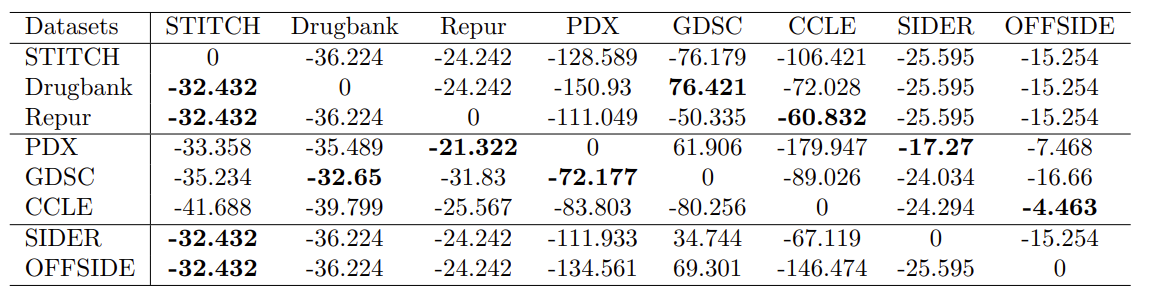 Datasets STITCH Drugbank Repur PDX GDSC CCLE SIDER OFFSIDE
STITCH 0 -36.224 -24.242 -128.589 -76.179 -106.421 -25.595 -15.254
Drugbank -32.432 0 -24.242 -150.93 76.421 -72.028 -25.595 -15.254
Repur -32.432 -36.224 0 -111.049 -50.335 -60.832 -25.595 -15.254
PDX -33.358 -35.489 -21.322 0 61.906 -179.947 -17.27 -7.468
GDSC -35.234 -32.65 -31.83 -72.177 0 -89.026 -24.034 -16.66
CCLE -41.688 -39.799 -25.567 -83.803 -80.256 0 -24.294 -4.463
SIDER -32.432 -36.224 -24.242 -111.933 34.744 -67.119 0 -15.254
OFFSIDE -32.432 -36.224 -24.242 -134.561 69.301 -146.474 -25.595 0